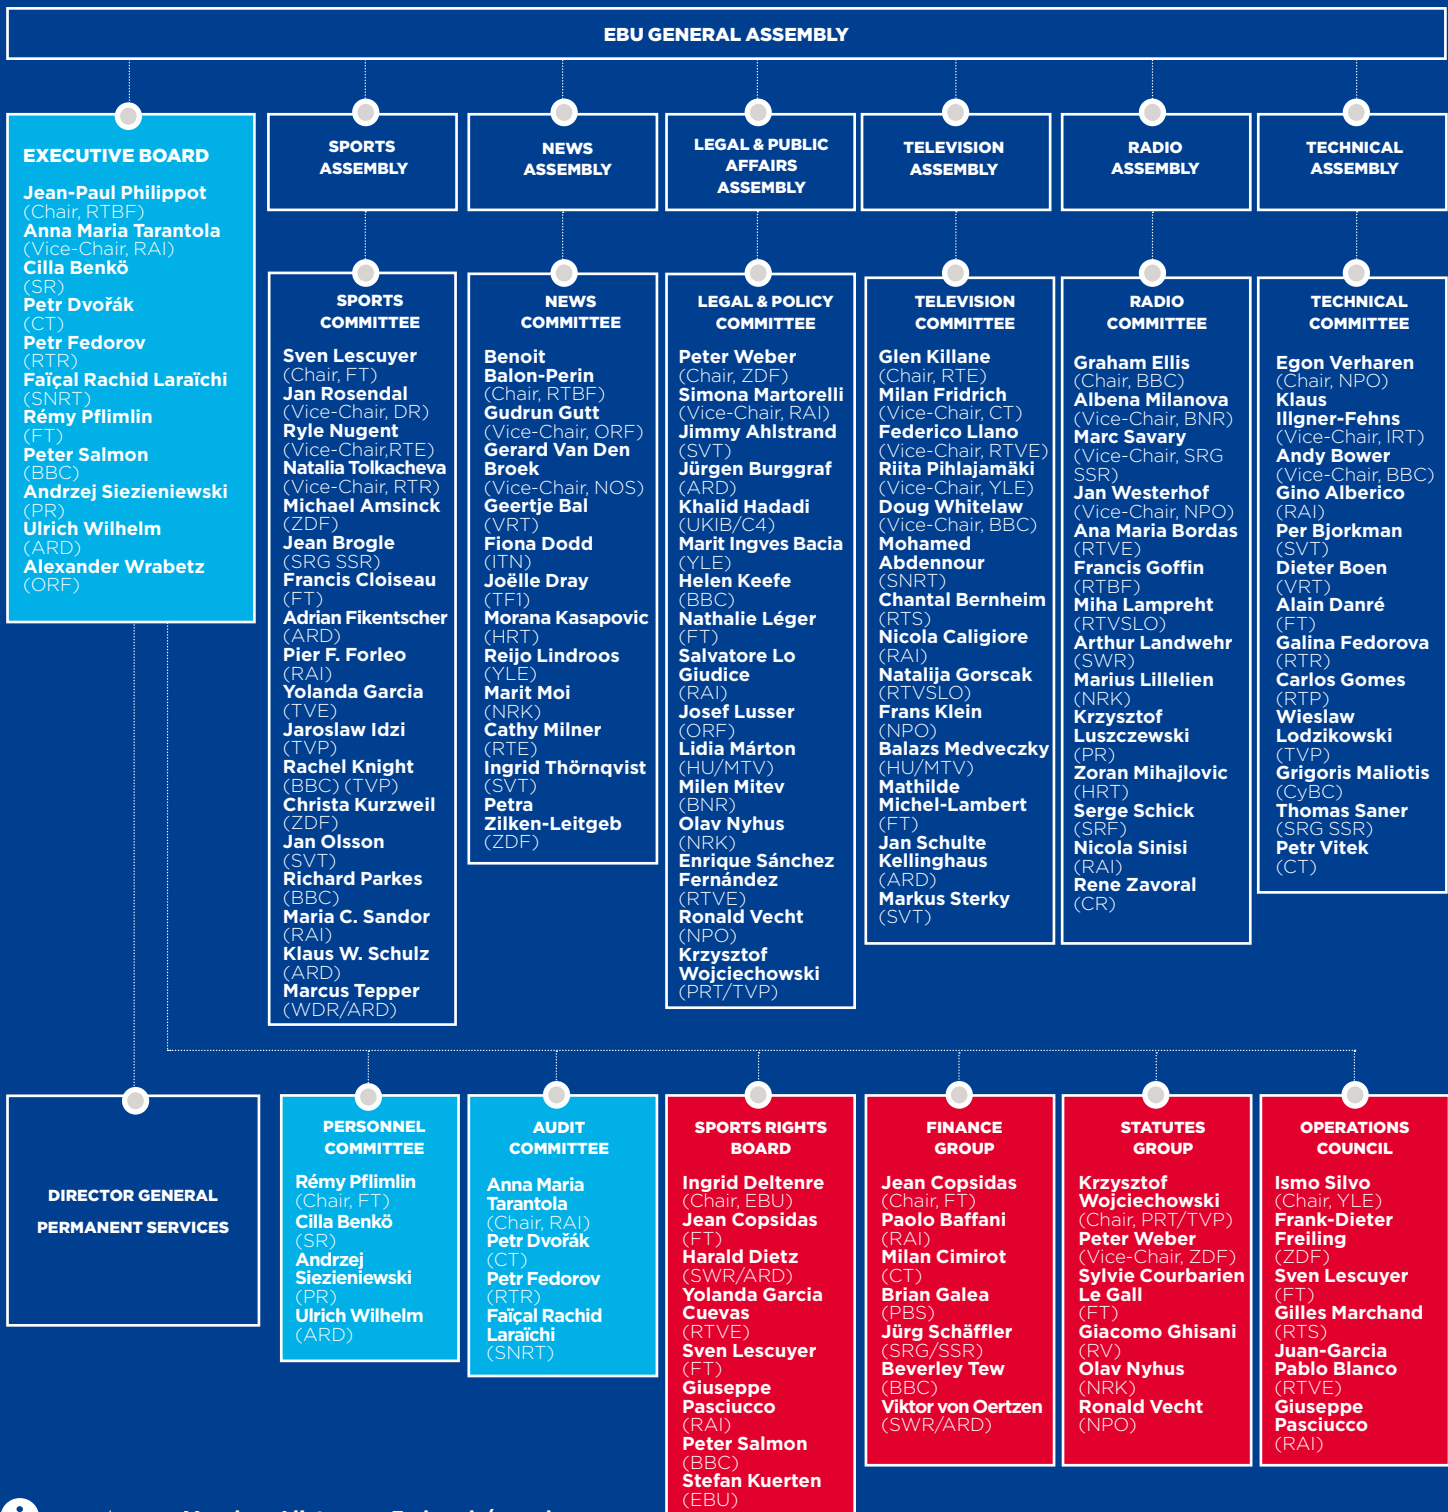 EBU GENERAL ASSEMBLY
EXECUTIVE BOARD
Jean-Paul Philippot
(Chair, RTBF)
Anna Maria Tarantola
(Vice-Chair, RAI)
Cilla Benkö
(SR)
Petr Dvořák
(CT)
Petr Fedorov
(RTR)
Faïçal Rachid Laraïchi
(SNRT)
Rémy Pflimlin
(FT)
Peter Salmon
(BBC)
Andrzej Siezieniewski
(PR)
Ulrich Wilhelm
(ARD)
Alexander Wrabetz
(ORF)
SPORTS
ASSEMBLY
NEWS
ASSEMBLY
LEGAL & PUBLIC
AFFAIRS
ASSEMBLY
TELEVISION
ASSEMBLY
RADIO
ASSEMBLY
TECHNICAL
ASSEMBLY
SPORTS
COMMITTEE
Sven Lescuyer
(Chair, FT)
Jan Rosendal
(Vice-Chair, DR)
Ryle Nugent
(Vice-Chair,RTE)
Natalia Tolkacheva
(Vice-Chair, RTR)
Michael Amsinck
(ZDF)
Jean Brogle
(SRG SSR)
Francis Cloiseau
(FT)
Adrian Fikentscher
(ARD)
Pier F. Forleo
(RAI)
Yolanda Garcia
(TVE)
Jaroslaw Idzi
(TVP)
Rachel Knight
(BBC) (TVP)
Christa Kurzweil
(ZDF)
Jan Olsson
(SVT)
Richard Parkes
(BBC)
Maria C. Sandor
(RAI)
Klaus W. Schulz
(ARD)
Marcus Tepper
(WDR/ARD)
NEWS
COMMITTEE
Benoit
Balon-Perin
(Chair, RTBF)
Gudrun Gutt
(Vice-Chair, ORF)
Gerard Van Den
Broek
(Vice-Chair, NOS)
Geertje Bal
(VRT)
Fiona Dodd
(ITN)
Joëlle Dray
(TF1)
Morana Kasapovic
(HRT)
Reijo Lindroos
(YLE)
Marit Moi
(NRK)
Cathy Milner
(RTE)
Ingrid Thörnqvist
(SVT)
Petra
Zilken-Leitgeb
(ZDF)
LEGAL & POLICY
COMMITTEE
Peter Weber
(Chair, ZDF)
Simona Martorelli
(Vice-Chair, RAI)
Jimmy Ahlstrand
(SVT)
Jürgen Burggraf
(ARD)
Khalid Hadadi
(UKIB/C4)
Marit Ingves Bacia
(YLE)
Helen Keefe
(BBC)
Nathalie Léger
(FT)
Salvatore Lo
Giudice
(RAI)
Josef Lusser
(ORF)
Lidia Márton
(HU/MTV)
Milen Mitev
(BNR)
Olav Nyhus
(NRK)
Enrique Sánchez
Fernández
(RTVE)
Ronald Vecht
(NPO)
Krzysztof
Wojciechowski
(PRT/TVP)
TELEVISION
COMMITTEE
Glen Killane
(Chair, RTE)
Milan Fridrich
(Vice-Chair, CT)
Federico Llano
(Vice-Chair, RTVE)
Riita Pihlajamäki
(Vice-Chair, YLE)
Doug Whitelaw
(Vice-Chair, BBC)
Mohamed
Abdennour
(SNRT)
Chantal Bernheim
(RTS)
Nicola Caligiore
(RAI)
Natalija Gorscak
(RTVSLO)
Frans Klein
(NPO)
Balazs Medveczky
(HU/MTV)
Mathilde
Michel-Lambert
(FT)
Jan Schulte
Kellinghaus
(ARD)
Markus Sterky
(SVT)
RADIO
COMMITTEE
Graham Ellis
(Chair, BBC)
Albena Milanova
(Vice-Chair, BNR)
Marc Savary
(Vice-Chair, SRG
SSR)
Jan Westerhof
(Vice-Chair, NPO)
Ana Maria Bordas
(RTVE)
Francis Goffin
(RTBF)
Miha Lampreht
(RTVSLO)
Arthur Landwehr
(SWR)
Marius Lillelien
(NRK)
Krzysztof
Luszczewski
(PR)
Zoran Mihajlovic
(HRT)
Serge Schick
(SRF)
Nicola Sinisi
(RAI)
Rene Zavoral
(CR)
TECHNICAL
COMMITTEE
Egon Verharen
(Chair, NPO)
Klaus
Illgner-Fehns
(Vice-Chair, IRT)
Andy Bower
(Vice-Chair, BBC)
Gino Alberico
(RAI)
Per Bjorkman
(SVT)
Dieter Boen
(VRT)
Alain Danré
(FT)
Galina Fedorova
(RTR)
Carlos Gomes
(RTP)
Wieslaw
Lodzikowski
(TVP)
Grigoris Maliotis
(CyBC)
Thomas Saner
(SRG SSR)
Petr Vitek
(CT)
DIRECTOR GENERAL
PERMANENT SERVICES
PERSONNEL
COMMITTEE
Rémy Pflimlin
(Chair, FT)
Cilla Benkö
(SR)
Andrzej
Siezieniewski
(PR)
Ulrich Wilhelm
(ARD)
AUDIT
COMMITTEE
Anna Maria
Tarantola
(Chair, RAI)
Petr Dvořák
(CT)
Petr Fedorov
(RTR)
Faïçal Rachid
Laraïchi
(SNRT)
SPORTS RIGHTS
BOARD
Ingrid Deltenre
(Chair, EBU)
Jean Copsidas
(FT)
Harald Dietz
(SWR/ARD)
Yolanda Garcia
Cuevas
(RTVE)
Sven Lescuyer
(FT)
Giuseppe
Pasciucco
(RAI)
Peter Salmon
(BBC)
Stefan Kuerten
(EBU)
FINANCE
GROUP
Jean Copsidas
(Chair, FT)
Paolo Baffani
(RAI)
Milan Cimirot
(CT)
Brian Galea
(PBS)
Jürg Schäffler
(SRG/SSR)
Beverley Tew
(BBC)
Viktor von Oertzen
(SWR/ARD)
STATUTES
GROUP
Krzysztof
Wojciechowski
(Chair, PRT/TVP)
Peter Weber
(Vice-Chair, ZDF)
Sylvie Courbarien
Le Gall
(FT)
Giacomo Ghisani
(RV)
Olav Nyhus
(NRK)
Ronald Vecht
(NPO)
OPERATIONS
COUNCIL
Ismo Silvo
(Chair, YLE)
Frank-Dieter
Freiling
(ZDF)
Sven Lescuyer
(FT)
Gilles Marchand
(RTS)
Juan-Garcia
Pablo Blanco
(RTVE)
Giuseppe
Pasciucco
(RAI)